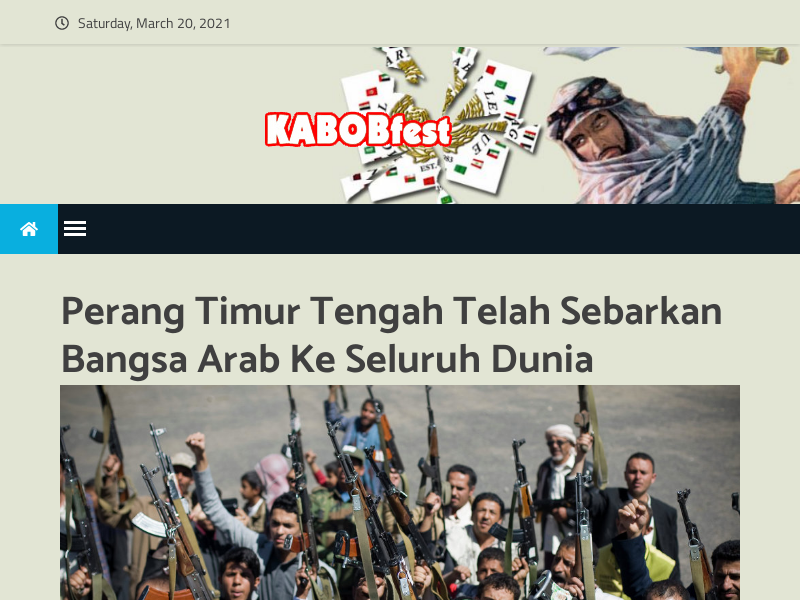 Saturday, March 20, 2021
KABOBfest
Perang Timur Tengah Telah Sebarkan
Bangsa Arab Ke Seluruh Dunia